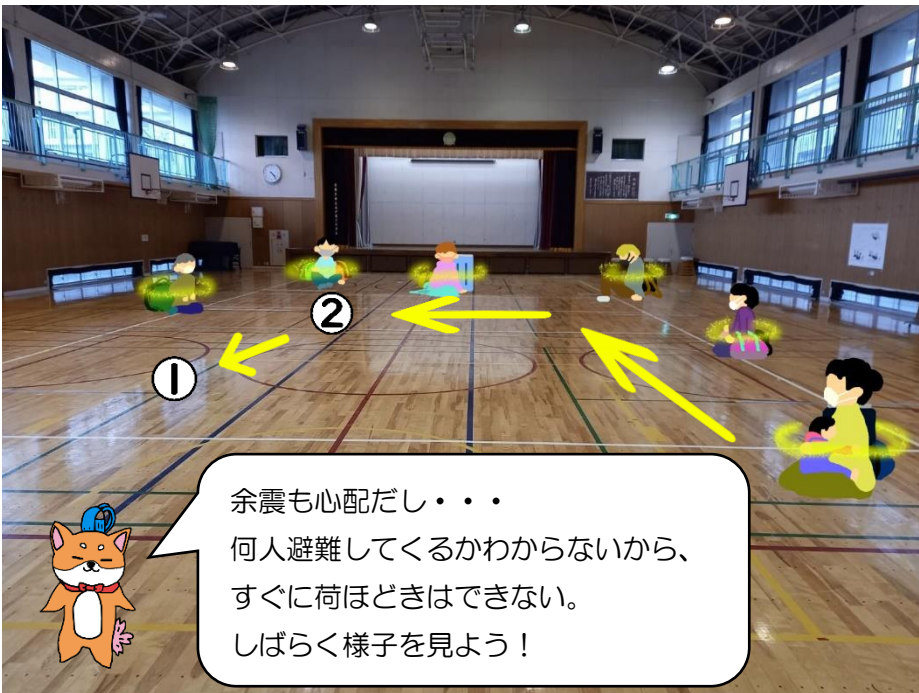 ②
①
余震も心配だし・・・
何人避難してくるかわからないから、
すぐに荷ほどきはできない。
しばらく様子を見よう！